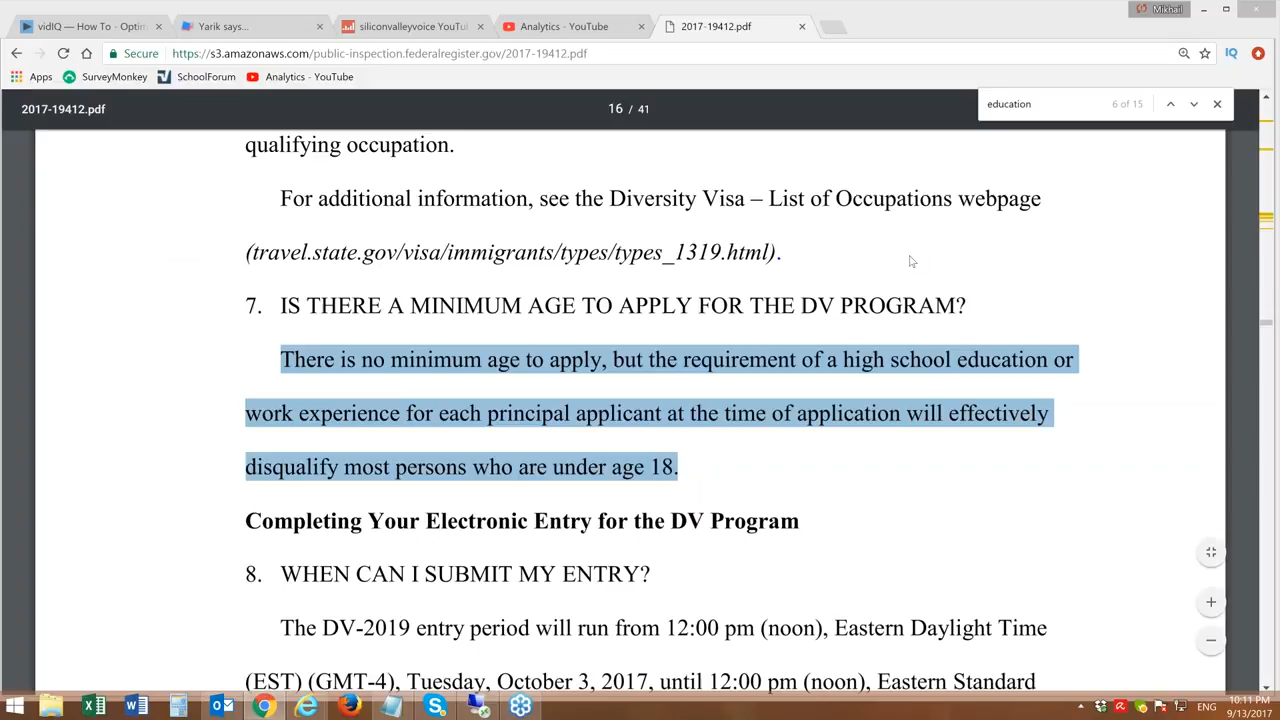 Mikhail
vidIQ — How To - Optim
Yarik says...
siliconvalleyvoice YouTu
Analytics - YouTube
2017-19412.pdf
Secure
https://s3.amazonaws.com/public-inspection.federalregister.gov/2017-19412.pdf
IQ
Apps
SurveyMonkey
SchoolForum
Analytics - YouTube
2017-19412.pdf
16 / 41
education
6 of 15
qualifying occupation.
For additional information, see the Diversity Visa – List of Occupations webpage
(travel.state.gov/visa/immigrants/types/types_1319.html).
7. IS THERE A MINIMUM AGE TO APPLY FOR THE DV PROGRAM?
There is no minimum age to apply, but the requirement of a high school education or
work experience for each principal applicant at the time of application will effectively
disqualify most persons who are under age 18.
Completing Your Electronic Entry for the DV Program
8. WHEN CAN I SUBMIT MY ENTRY?
The DV-2019 entry period will run from 12:00 pm (noon), Eastern Daylight Time
(EST) (GMT-4), Tuesday, October 3, 2017, until 12:00 pm (noon), Eastern Standard
ENG
10:11 PM
9/13/2017